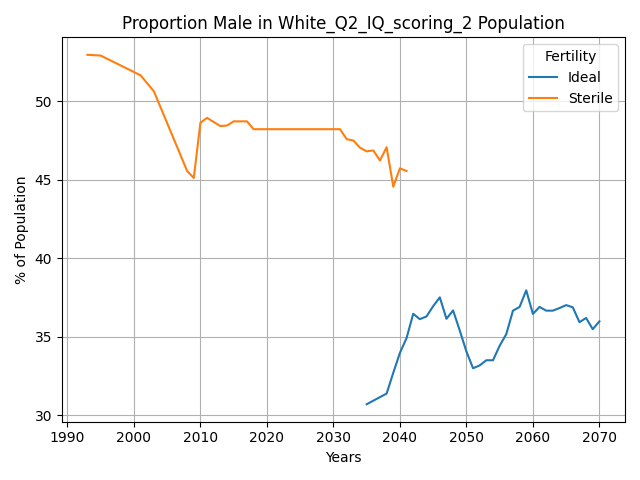 Proportion Male in White_Q2_IQ_scoring_2 Population
Fertility
Ideal
Sterile
% of Population
50
45
40
35
30
1990 2000 2010 2020 2030 2040 2050 2060 2070
Years